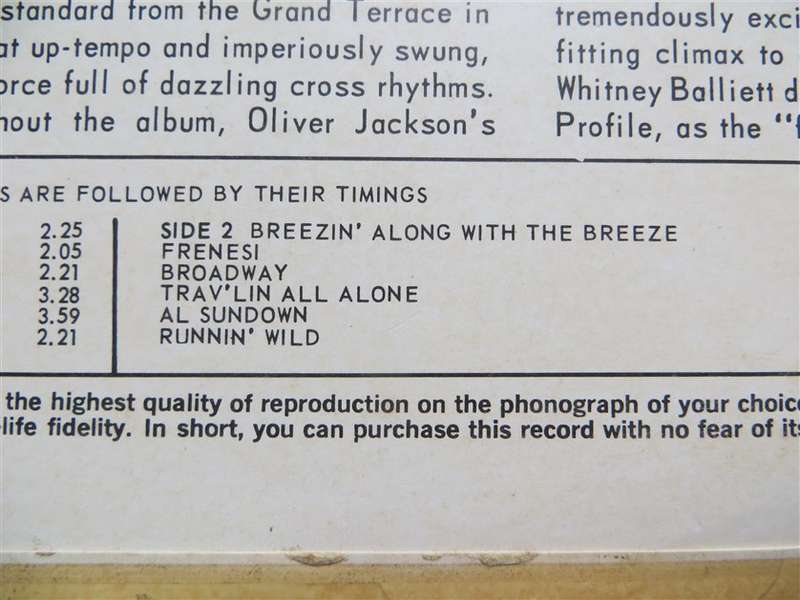 standard from the Grand Terrace in
at up-tempo and imperiously swung,
orce full of dazzling cross rhythms.
hout the album, Oliver Jackson's
tremendously exci
fitting climax to
Whitney Balliett d
Profile, as the "f
S ARE FOLLOWED BY THEIR TIMINGS
2.25 SIDE 2 BREEZIN' ALONG WITH THE BREEZE
2.05 FRENESI
2.21 BROADWAY
3.28 TRAV'LIN ALL ALONE
3.59 AL SUNDOWN
2.21 RUNNIN' WILD
the highest quality of reproduction on the phonograph of your choice
-life fidelity. In short, you can purchase this record with no fear of its